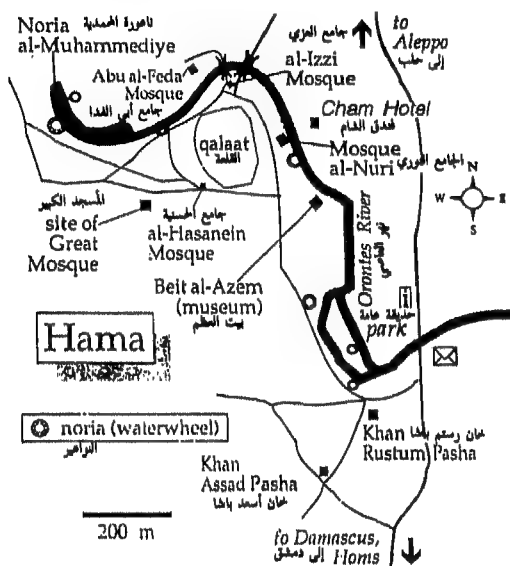 Noria
al-Muhammediye
ناعورة المحمدية
Abu al-Feda
Mosque
جامع أبي الفدا
جامع العزي
al-Izzi
Mosque
to
Aleppo
إلى حلب
Cham Hotel
فندق الشام
Mosque
al-Nuri
الجامع النوري
qalaat
القلعة
N
W
E
S
المسجد الكبير
site of
Great
Mosque
جامع الحسنية
al-Hasanein
Mosque
Orontes River
نهر العاصي
Beit al-Azem
(museum)
بيت العظم
i
حديقة عامة
park
Hama
noria (waterwheel)
النواعير
Khan
Rustum Pasha
خان رستم باشا
Khan
Assad Pasha
خان أسعد باشا
200 m
to Damascus,
Homs
إلى دمشق